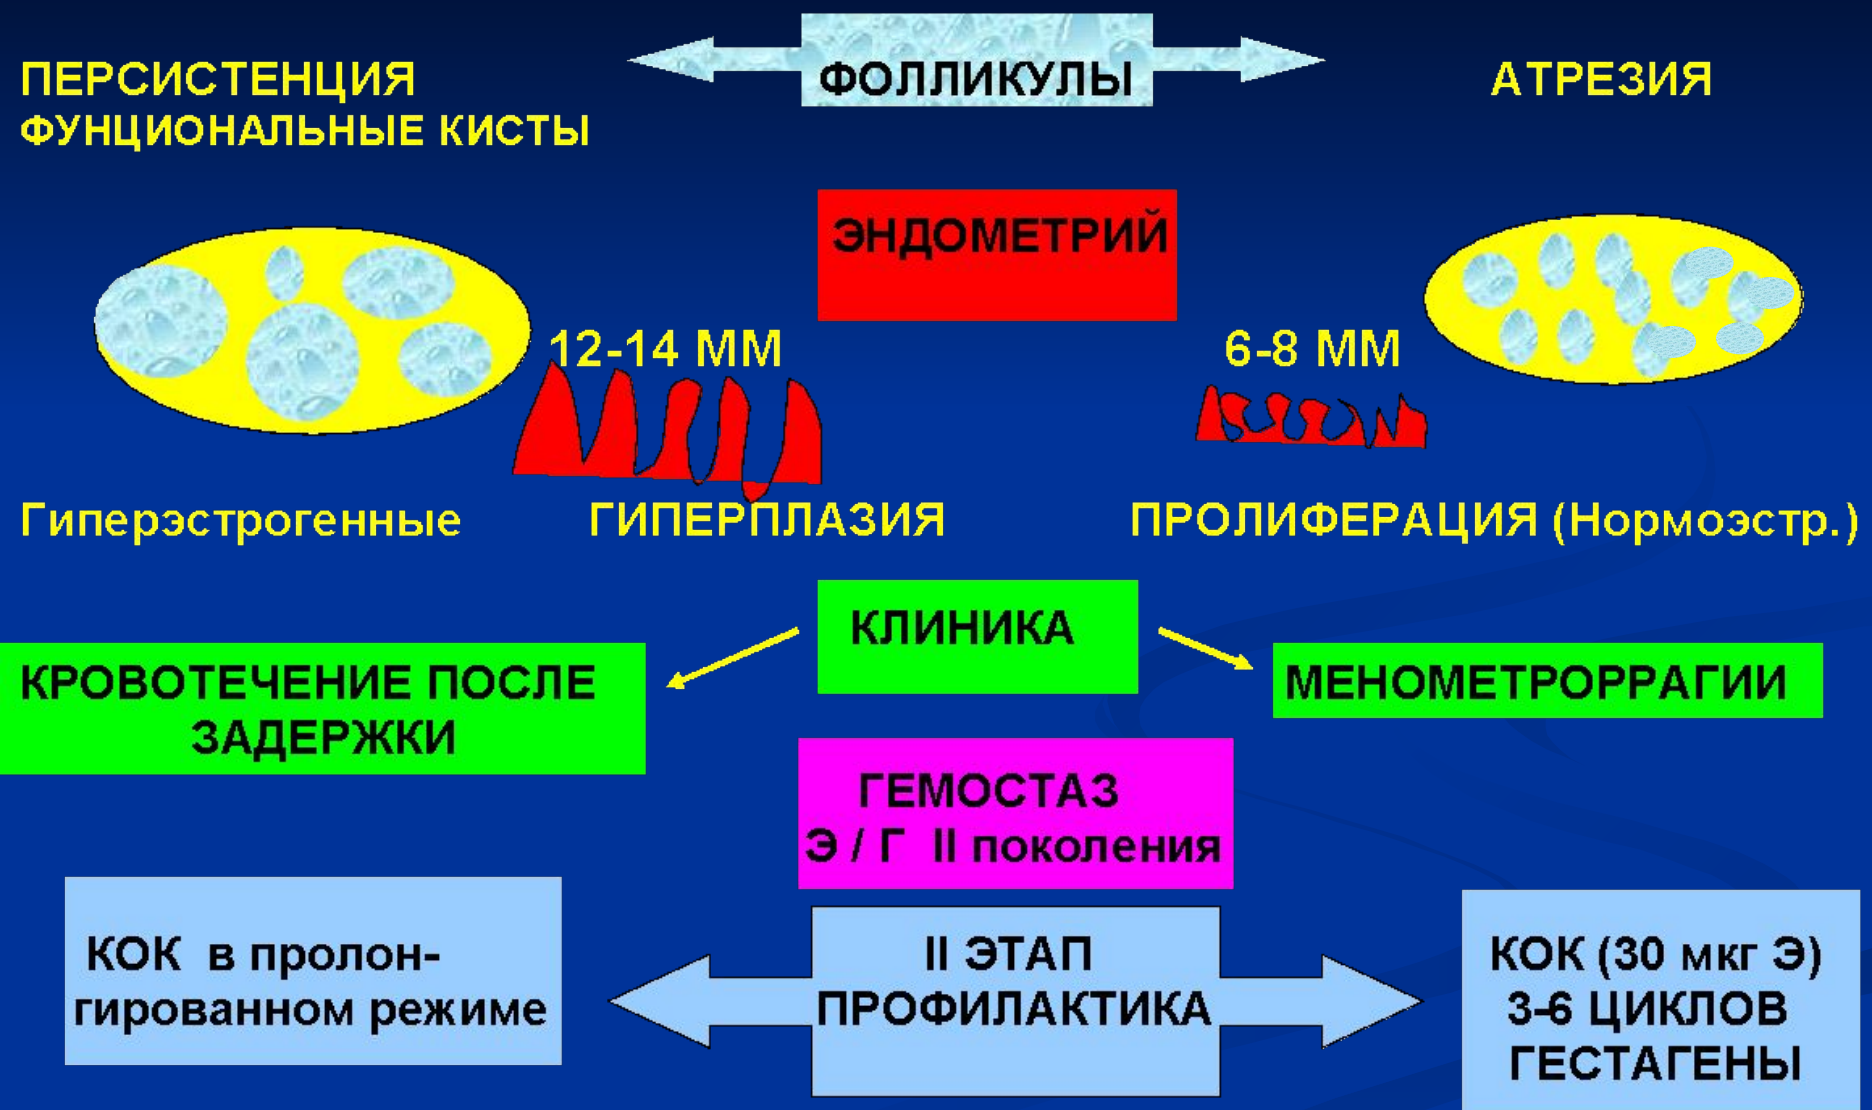 ФОЛЛИКУЛЫ
ПЕРСИСТЕНЦИЯ
ФУНЦИОНАЛЬНЫЕ КИСТЫ
АТРЕЗИЯ
ЭНДОМЕТРИЙ
12-14 ММ
6-8 ММ
Гиперэстрогенные
ГИПЕРПЛАЗИЯ
ПРОЛИФЕРАЦИЯ (Нормоэстр.)
КЛИНИКА
КРОВОТЕЧЕНИЕ ПОСЛЕ
ЗАДЕРЖКИ
МЕНОМЕТРОРРАГИИ
ГЕМОСТАЗ
Э / Г II поколения
КОК в пролон-
гированном режиме
II ЭТАП
ПРОФИЛАКТИКА
КОК (30 мкг Э)
3-6 ЦИКЛОВ
ГЕСТАГЕНЫ